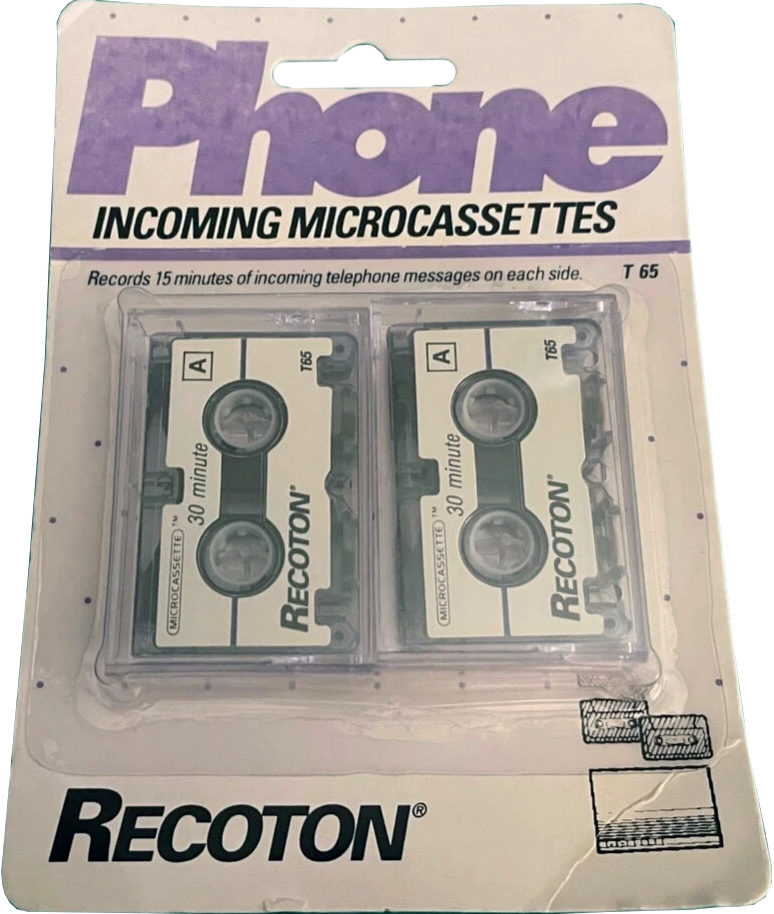 Phone
INCOMING MICROCASSETTES
Records 15 minutes of incoming telephone messages on each side. T 65
A
T65
30 minute
MICROCASSETTE™
RECOTON®
A
T65
30 minute
MICROCASSETTE™
RECOTON®
RECOTON®